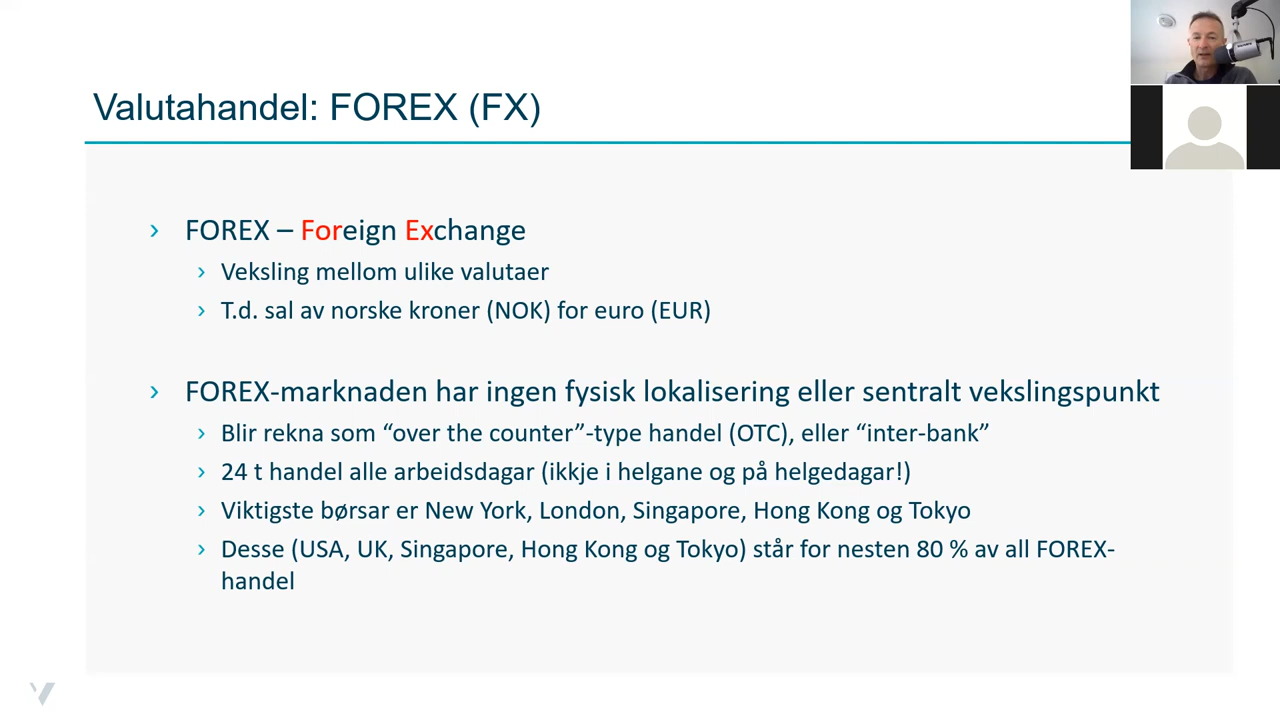 Valutahandel: FOREX (FX)
FOREX – Foreign Exchange
Veksling mellom ulike valutaer
T.d. sal av norske kroner (NOK) for euro (EUR)
FOREX-marknaden har ingen fysisk lokalisering eller sentralt vekslingspunkt
Blir rekna som “over the counter”-type handel (OTC), eller “inter-bank”
24 t handel alle arbeidsdagar (ikkje i helgane og på helgedagar!)
Viktigste børsar er New York, London, Singapore, Hong Kong og Tokyo
Desse (USA, UK, Singapore, Hong Kong og Tokyo) står for nesten 80 % av all FOREX-
handel